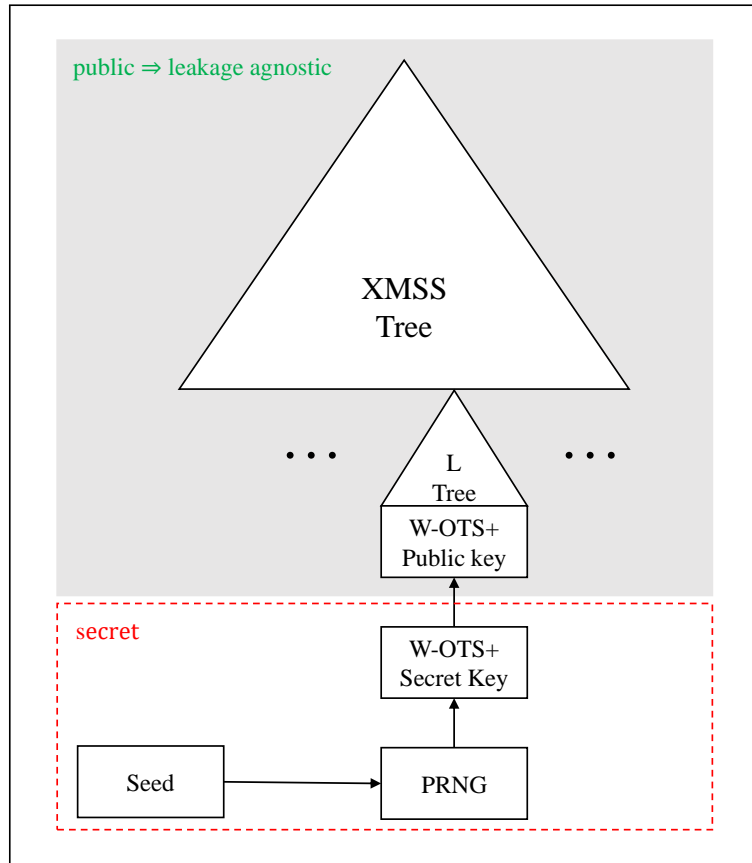 public ⇒ leakage agnostic
XMSS
Tree
• • •
• • •
L
Tree
W-OTS+
Public key
secret
W-OTS+
Secret Key
Seed
PRNG